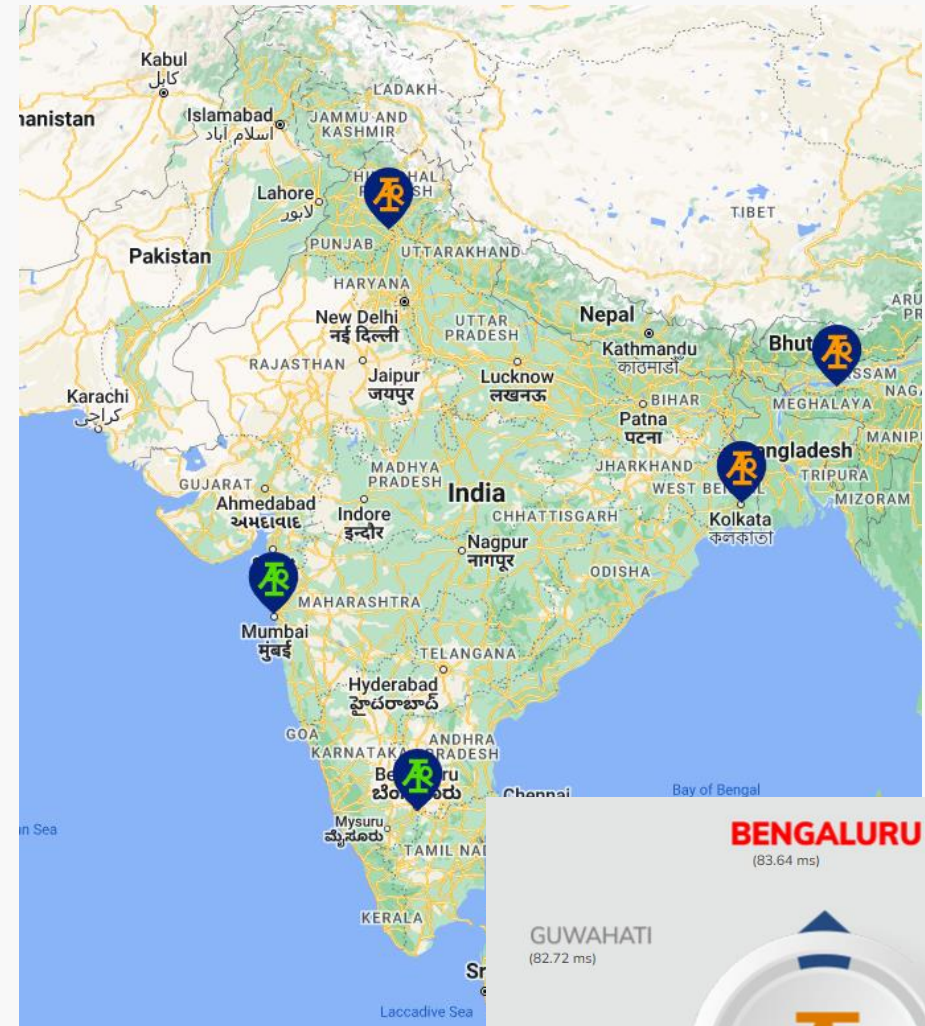 Kabul
کابل
LADAKH
Islamabad
اسلام آباد
JAMMU AND
KASHMIR
Lahore
لاہور
TIBET
PUNJAB
Pakistan
UTTARAKHAND
HARYANA
New Delhi
नई दिल्ली
UTTAR
PRADESH
Nepal
Kathmandu
काठमाडौं
RAJASTHAN
Jaipur
जयपुर
Lucknow
लखनऊ
MEGHALAYA
Karachi
کراچی
BIHAR
Patna
पटना
MADHYA
PRADESH
JHARKHAND
GUJARAT
Ahmedabad
અમદાવાદ
India
TRIPURA
MIZORAM
Indore
इन्दौर
CHHATTISGARH
Kolkata
কলকাতা
Nagpur
नागपूर
ODISHA
MAHARASHTRA
Mumbai
मुंबई
TELANGANA
Hyderabad
హైదరాబాద్
GOA
KARNATAKA
ANDHRA
PRADESH
Chennai
Bay of Bengal
Mysuru
ಮೈಸೂರು
BENGALURU
(83.64 ms)
KERALA
GUWAHATI
(82.72 ms)
Laccadive Sea